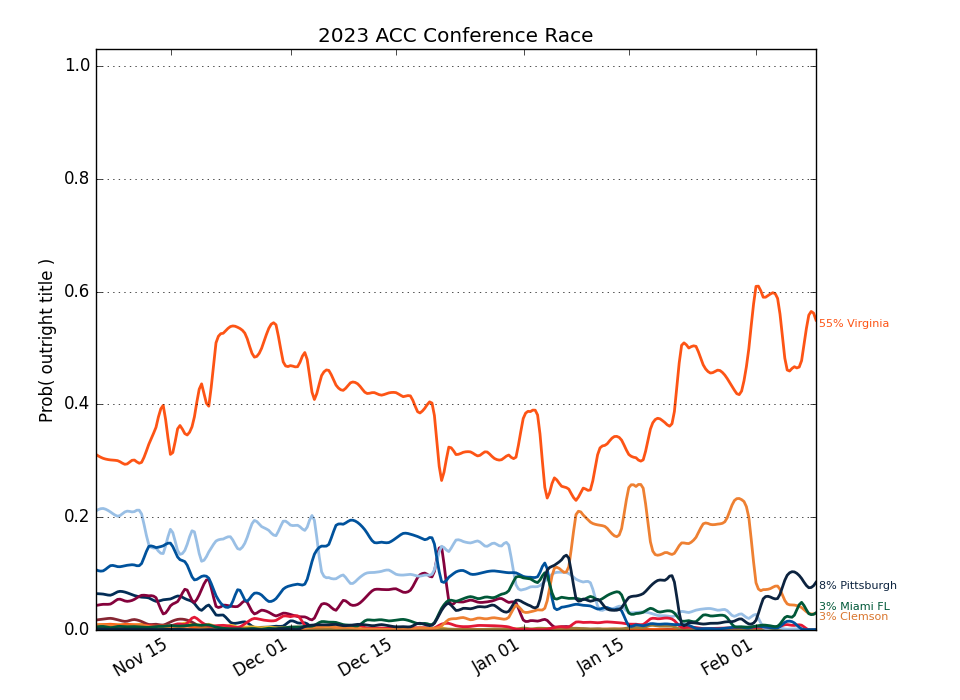 2023 ACC Conference Race
Prob( outright title )
1.0
0.8
0.6
0.4
0.2
0.0
55% Virginia
8% Pittsburgh
3% Miami FL
3% Clemson
Nov 15
Dec 01
Dec 15
Jan 01
Jan 15
Feb 01